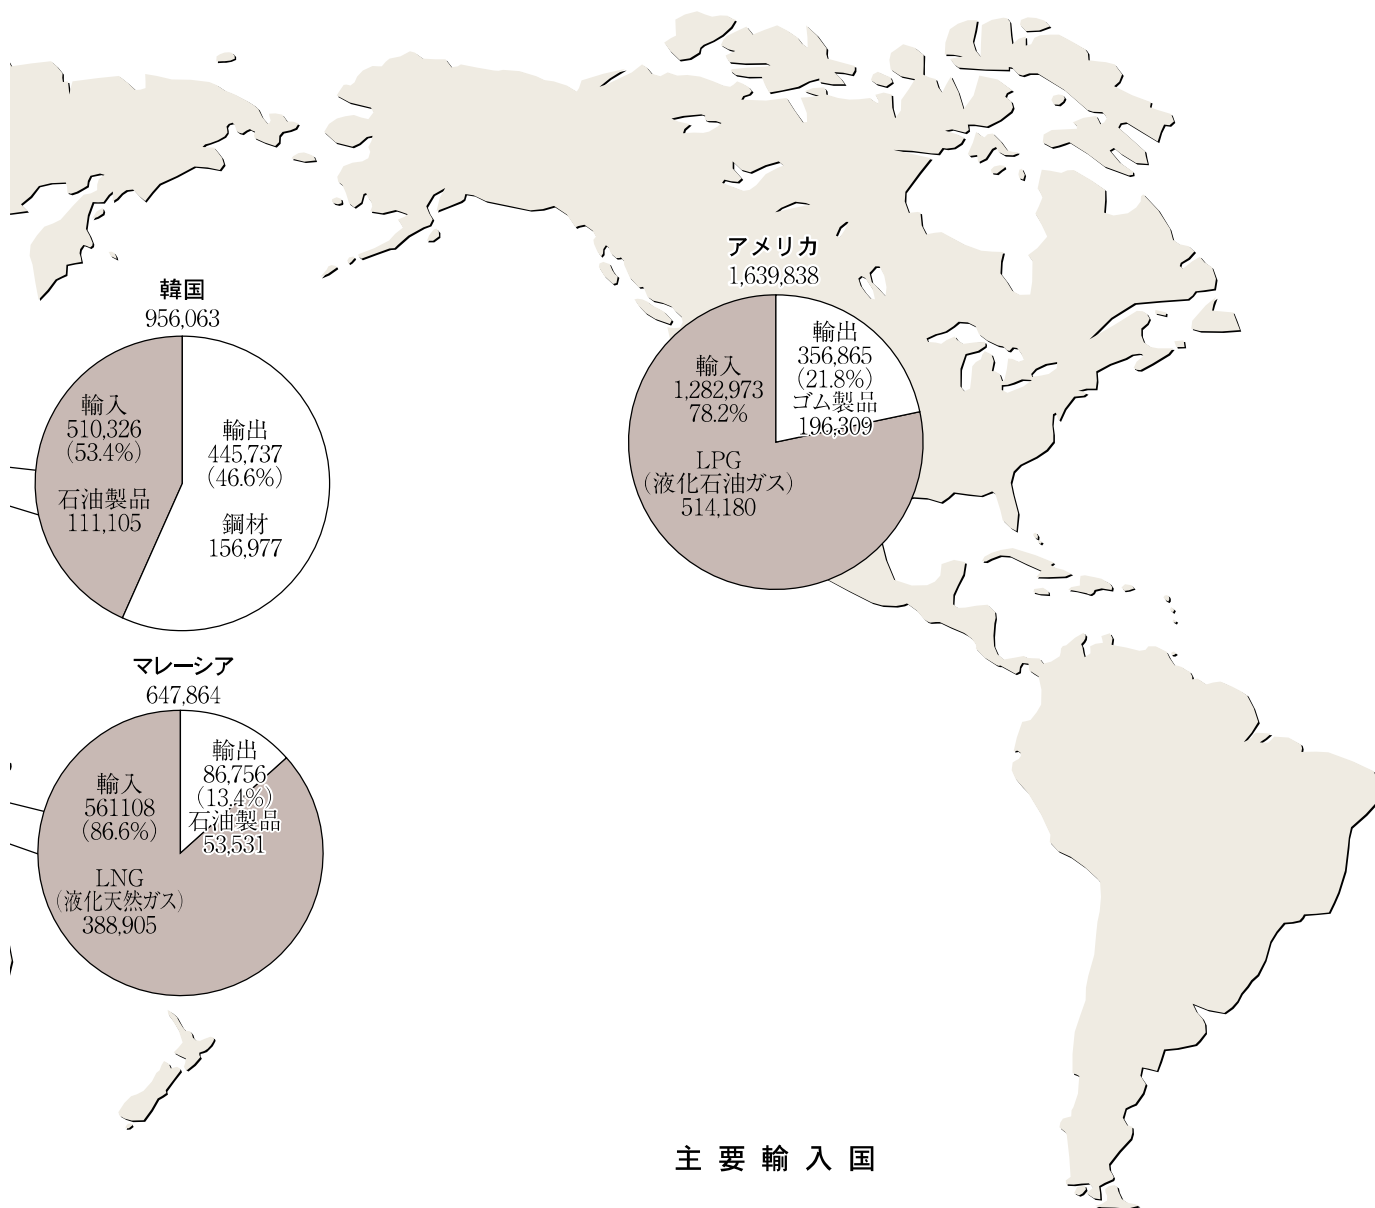 アメリカ
1,639,838
輸出
356,865
(21.8%)
ゴム製品
196,309
輸入
1,282,973
78.2%
LPG
(液化石油ガス)
514,180
韓国
956,063
輸入
510,326
(53.4%)
石油製品
111,105
輸出
445,737
(46.6%)
鋼材
156,977
マレーシア
647,864
輸出
86,756
(13.4%)
石油製品
53,531
輸入
561108
(86.6%)
LNG
(液化天然ガス)
388,905
主要輸入国